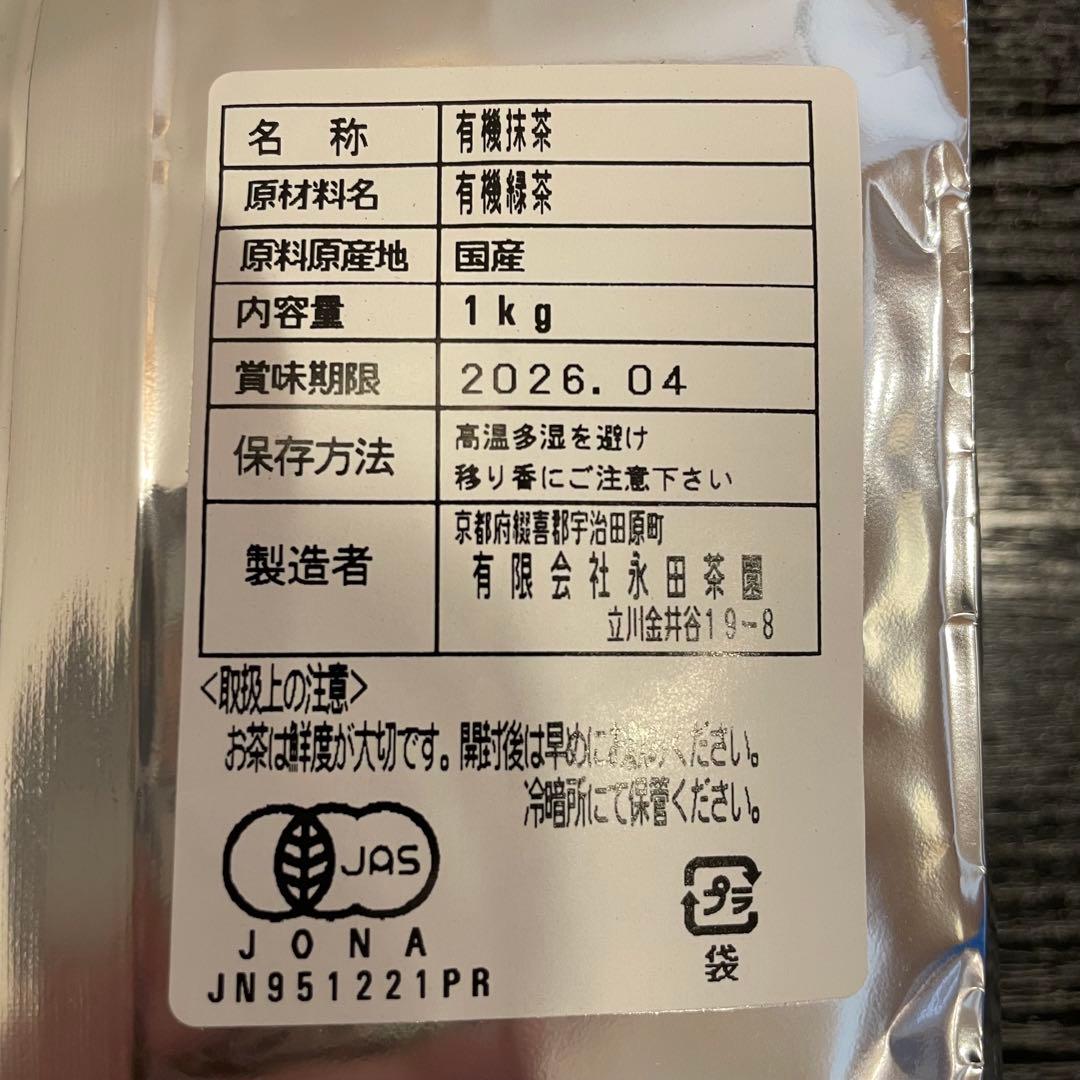 名 称 有機抹茶
原材料名 有機緑茶
原料原産地 国産
内容量 1kg
賞味期限 2026.04
保存方法 高温多湿を避け
移り香にご注意下さい
製造者 京都府綴喜郡宇治田原町
有限会社永田茶園
立川金井谷19-8
<取扱上の注意>
お茶は鮮度が大切です。開封後は早めにお飲みください。
冷暗所にて保管ください。
JAS
JONA
JN951221PR
プラ
袋